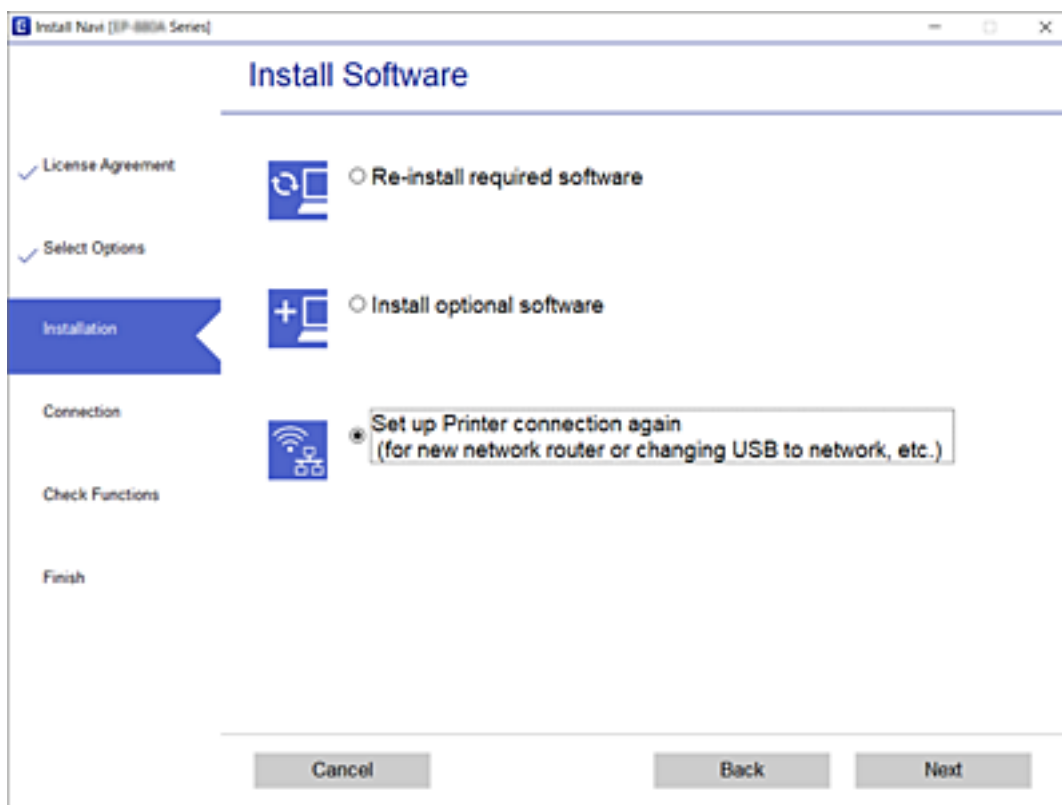 Install Navi [EP-880A Series]
Install Software
License Agreement
Select Options
Installation
Connection
Check Functions
Finish
Re-install required software
Install optional software
Set up Printer connection again
(for new network router or changing USB to network, etc.)
Cancel
Back
Next